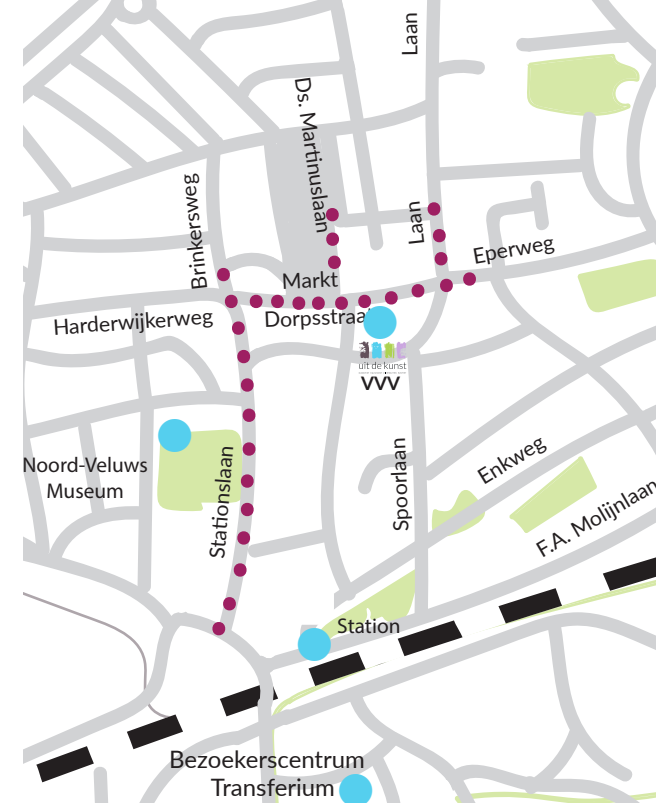 Laan
Ds. Martinuslaan
Brinkersweg
Laan
Eperweg
Markt
Harderwijkerweg
Dorpsstraat
uit de kunst
VVV
Noord-Veluws
Museum
Stationslaan
Spoorlaan
Enkweg
F.A. Molijnlaan
Station
Bezoekerscentrum
Transferium